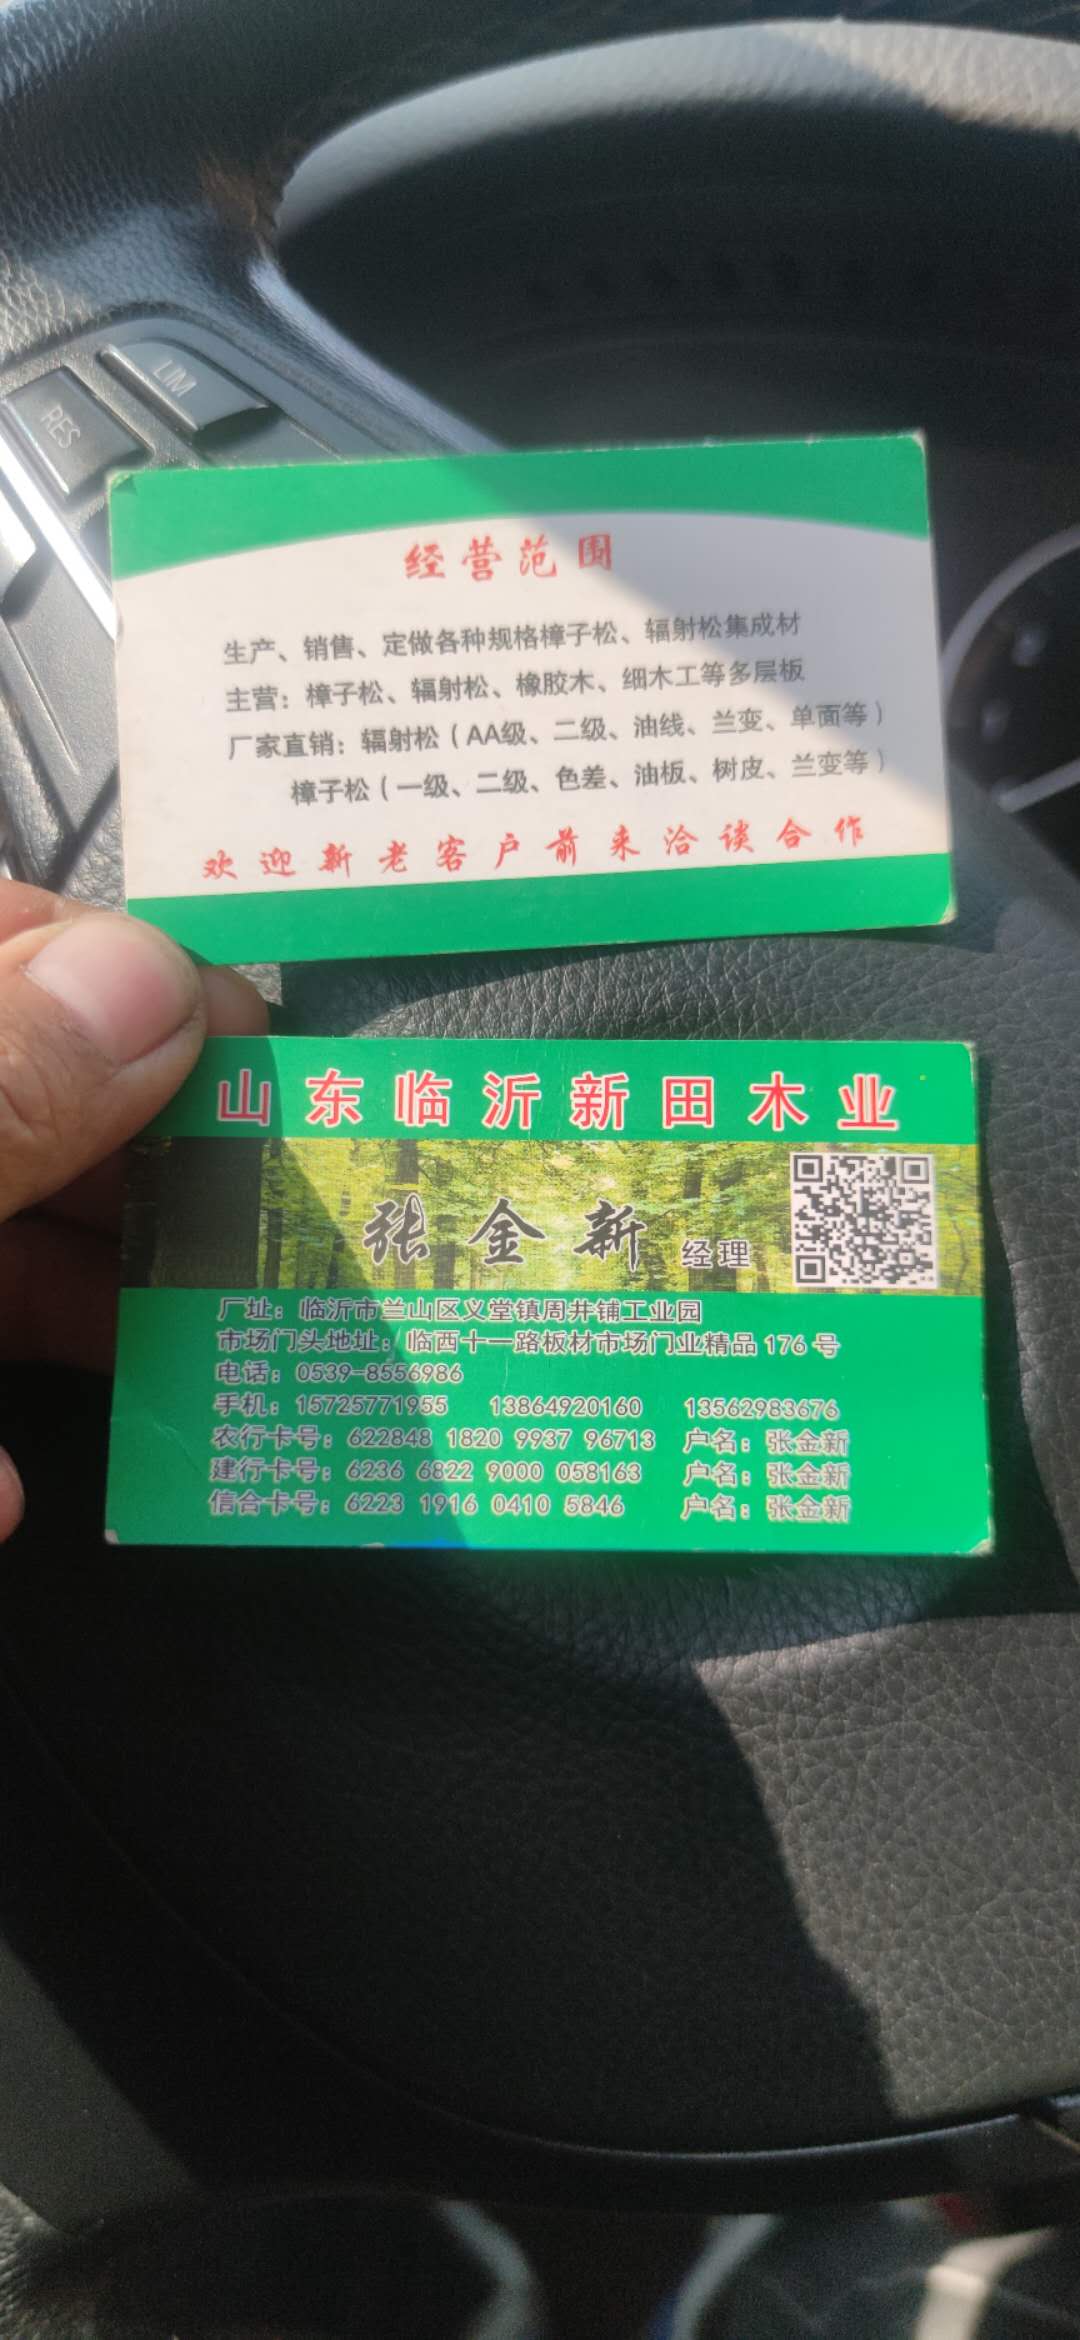 LIM
RES
经营范围
生产、销售、定做各种规格樟子松、辐射松集成材
主营：樟子松、辐射松、橡胶木、细木工等多层板
厂家直销：辐射松（AA级、二级、油线、兰变、单面等）
樟子松（一级、二级、色差、油板、树皮、兰变等）
欢迎新老客户前来洽谈合作
山东临沂新田木业
张金新 经理
厂址：临沂市兰山区义堂镇周井铺工业园
市场门头地址：临西十一路板材市场门业精品176号
电话：0539-8556986
手机：15725771955 13864920160 13562983676
农行卡号：622848 1820 9937 96713 户名：张金新
建行卡号：6236 6822 9000 058163 户名：张金新
信合卡号：6223 1916 0410 5846 户名：张金新